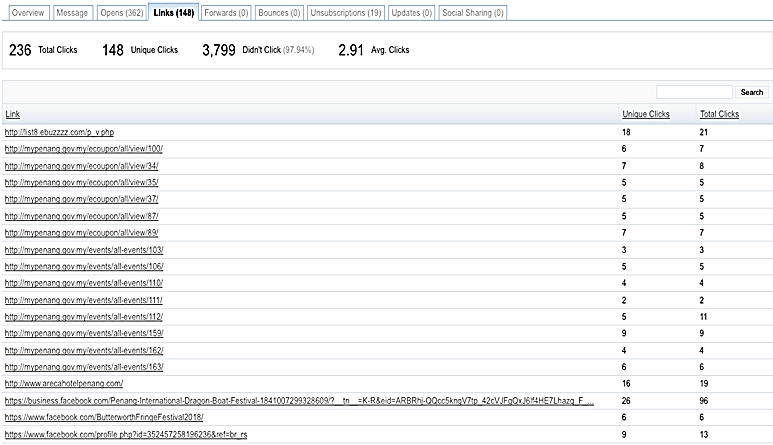 Overview Message Opens (362) Links (148) Forwards (0) Bounces (0) Unsubscriptions (19) Updates (0) Social Sharing (0)
236 Total Clicks 148 Unique Clicks 3,799 Didn't Click (97.94%) 2.91 Avg. Clicks
Search
Link Unique Clicks Total Clicks
http://list8.ebuzzzz.com/p_v.php 18 21
http://mypenang.gov.my/ecoupon/all/view/100/ 6 7
http://mypenang.gov.my/ecoupon/all/view/34/ 7 8
http://mypenang.gov.my/ecoupon/all/view/35/ 5 5
http://mypenang.gov.my/ecoupon/all/view/37/ 5 5
http://mypenang.gov.my/ecoupon/all/view/87/ 5 5
http://mypenang.gov.my/ecoupon/all/view/89/ 7 7
http://mypenang.gov.my/events/all-events/103/ 3 3
http://mypenang.gov.my/events/all-events/106/ 5 5
http://mypenang.gov.my/events/all-events/110/ 4 4
http://mypenang.gov.my/events/all-events/111/ 2 2
http://mypenang.gov.my/events/all-events/112/ 5 11
http://mypenang.gov.my/events/all-events/159/ 9 9
http://mypenang.gov.my/events/all-events/162/ 4 4
http://mypenang.gov.my/events/all-events/163/ 6 6
http://www.arecahotelpenang.com/ 16 19
https://business.facebook.com/Penang-International-Dragon-Boat-Festival-1841007299328609/?__tn__=K-R&eid=ARBRhj-QQcc5kngV7tp_42cVJFgQxJ6lf4HE7Lhazq_F_... 26 96
https://www.facebook.com/ButterworthFringeFestival2018/ 6 6
https://www.facebook.com/profile.php?id=352457258196236&ref=br_rs 9 13